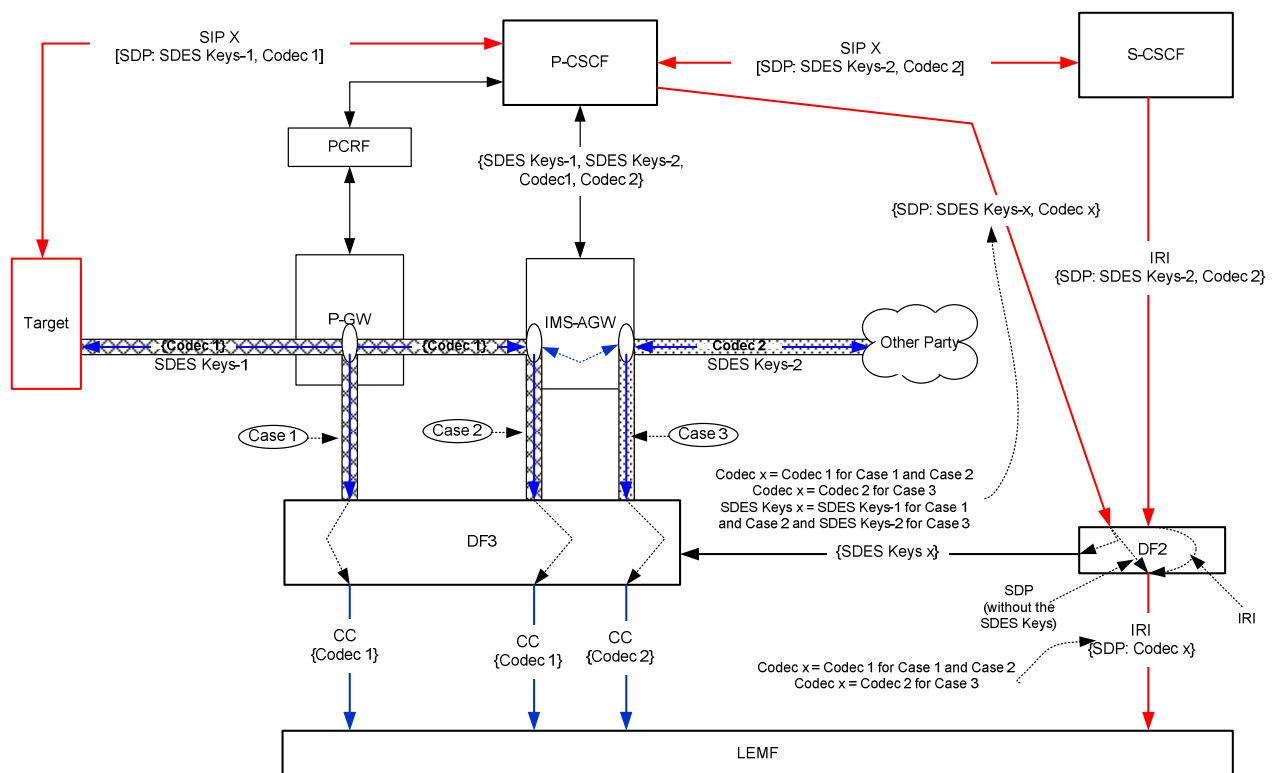 SIP X
[SDP: SDES Keys-1, Codec 1]
P-CSCF
SIP X
[SDP: SDES Keys-2, Codec 2]
S-CSCF
PCRF
{SDES Keys-1, SDES Keys-2,
Codec1, Codec 2}
{SDP: SDES Keys-x, Codec x}
IRI
{SDP: SDES Keys-2, Codec 2}
Target
P-GW
IMS-AGW
{Codec 1}
{Codec 1}
Codec 2
Other Party
SDES Keys-1
SDES Keys-2
Case 1
Case 2
Case 3
Codec x = Codec 1 for Case 1 and Case 2
Codec x = Codec 2 for Case 3
SDES Keys x = SDES Keys-1 for Case 1
and Case 2 and SDES Keys-2 for Case 3
DF3
{SDES Keys x}
DF2
SDP
(without the
SDES Keys)
IRI
CC
{Codec 1}
CC
{Codec 1}
CC
{Codec 2}
IRI
{SDP: Codec x}
Codec x = Codec 1 for Case 1 and Case 2
Codec x = Codec 2 for Case 3
LEMF